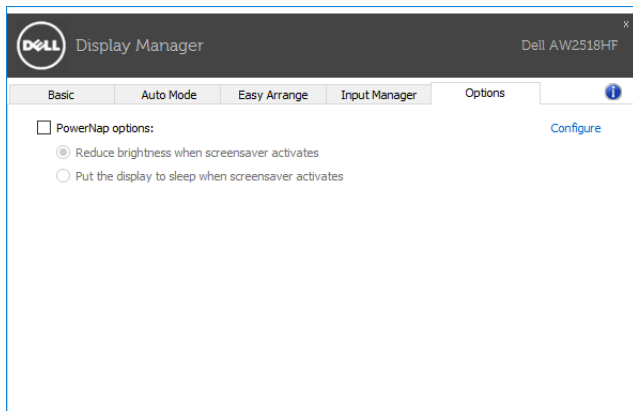 x
DELL Display Manager Dell AW2518HF
Basic Auto Mode Easy Arrange Input Manager Options i
PowerNap options: Configure
Reduce brightness when screensaver activates
Put the display to sleep when screensaver activates